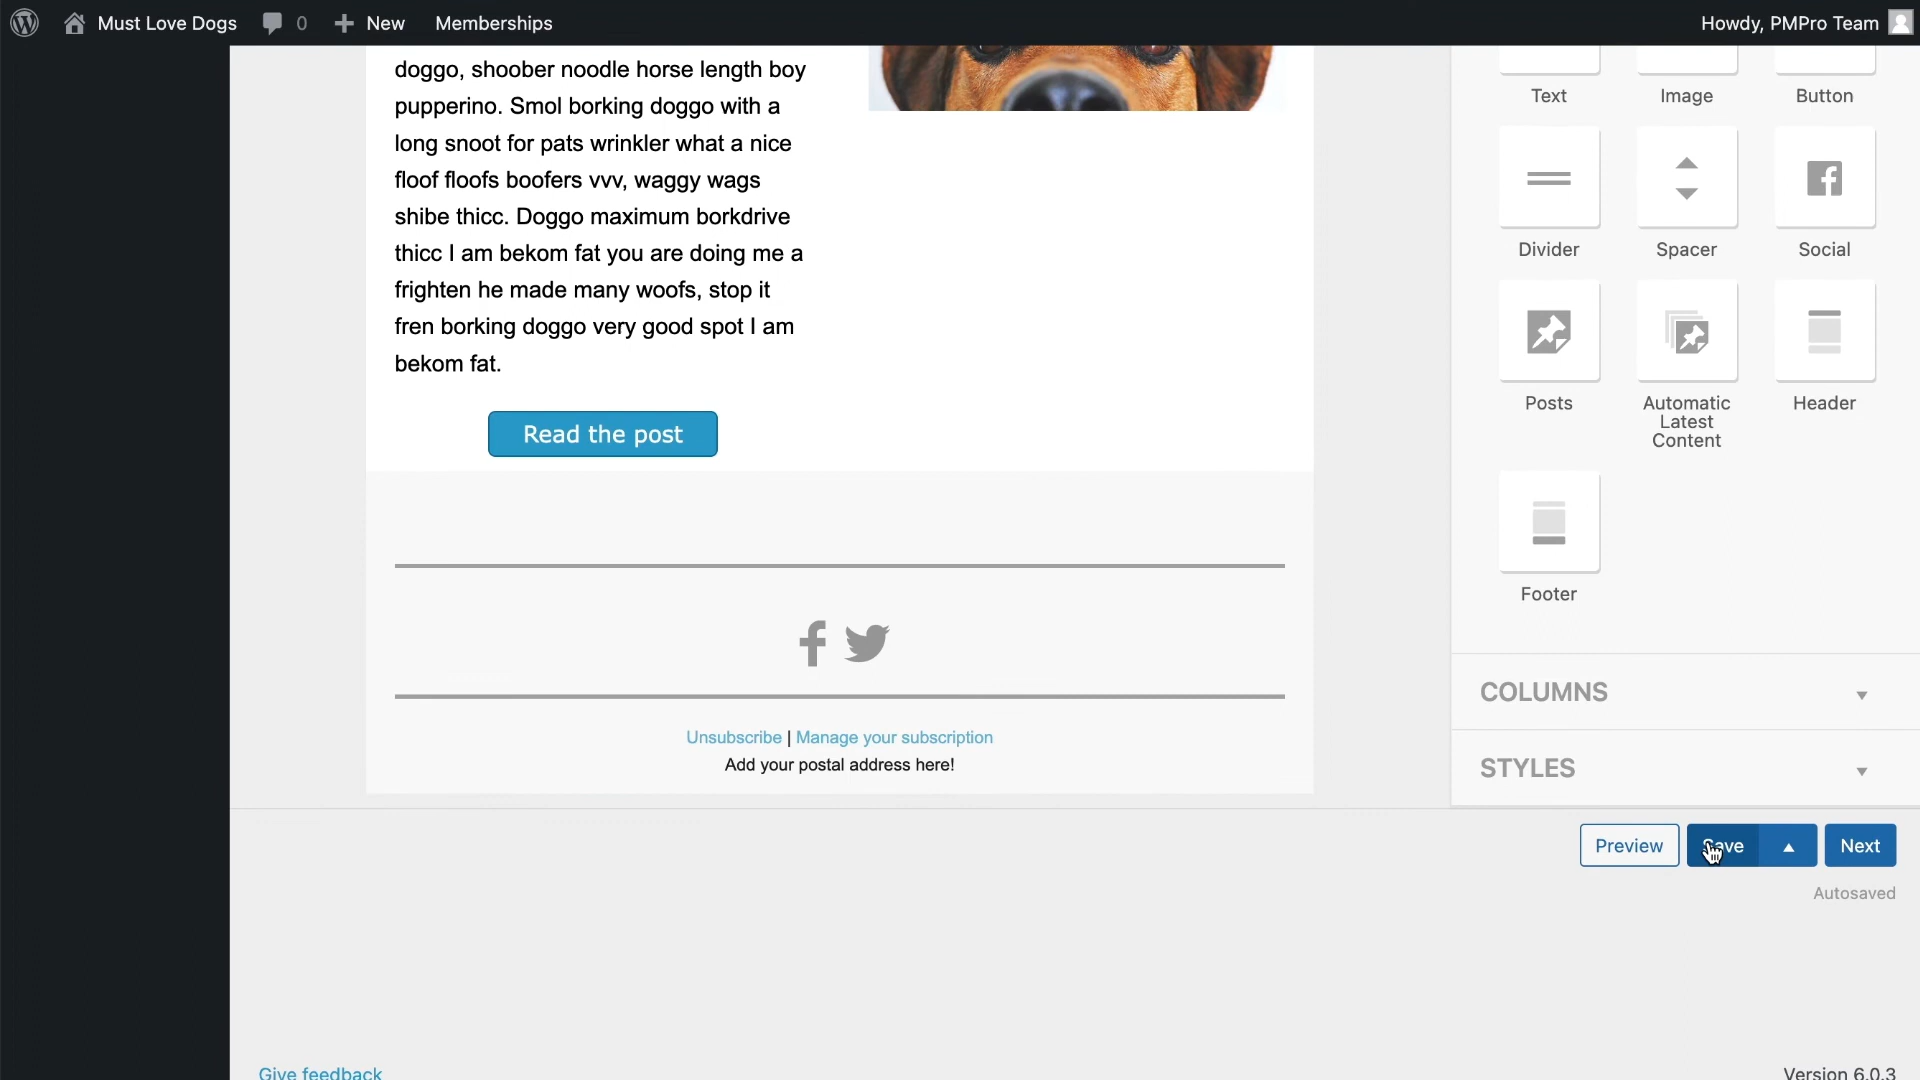 Must Love Dogs 0 New Memberships Howdy, PMPro Team
doggo, shoober noodle horse length boy
pupperino. Smol borking doggo with a
long snoot for pats wrinkler what a nice
floof floofs boofers vvv, waggy wags
shibe thicc. Doggo maximum borkdrive
thicc I am bekom fat you are doing me a
frighten he made many woofs, stop it
fren borking doggo very good spot I am
bekom fat.
Read the post
Unsubscribe | Manage your subscription
Add your postal address here!
Text Image Button
Divider Spacer Social
Posts Automatic Header
Latest
Content
Footer
COLUMNS
STYLES
Preview Save Next
Autosaved
Give feedback Version 6.0.3